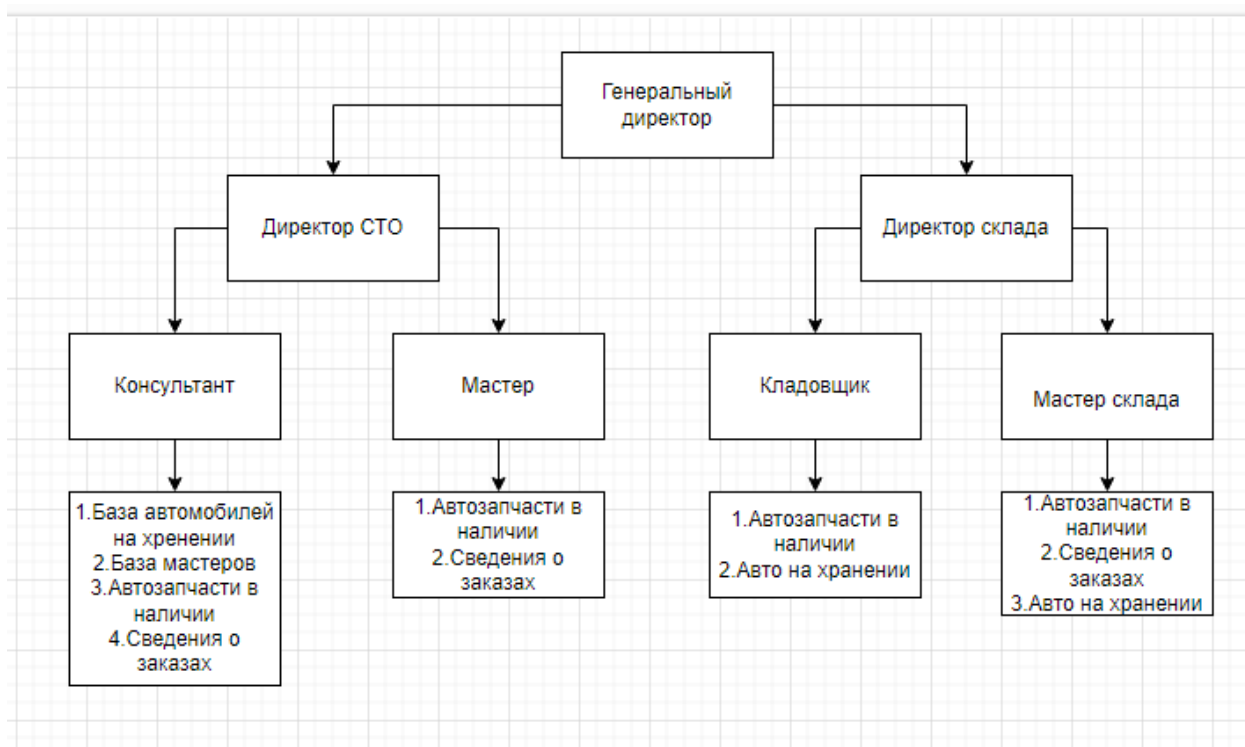 Генеральный
директор
Директор СТО
Директор склада
Консультант
Мастер
Кладовщик
Мастер склада
1.База автомобилей
на хренении
2.База мастеров
3.Автозапчасти в
наличии
4.Сведения о
заказах
1.Автозапчасти в
наличии
2.Сведения о
заказах
1.Автозапчасти в
наличии
2.Авто на хранении
1.Автозапчасти в
наличии
2.Сведения о
заказах
3.Авто на хранении